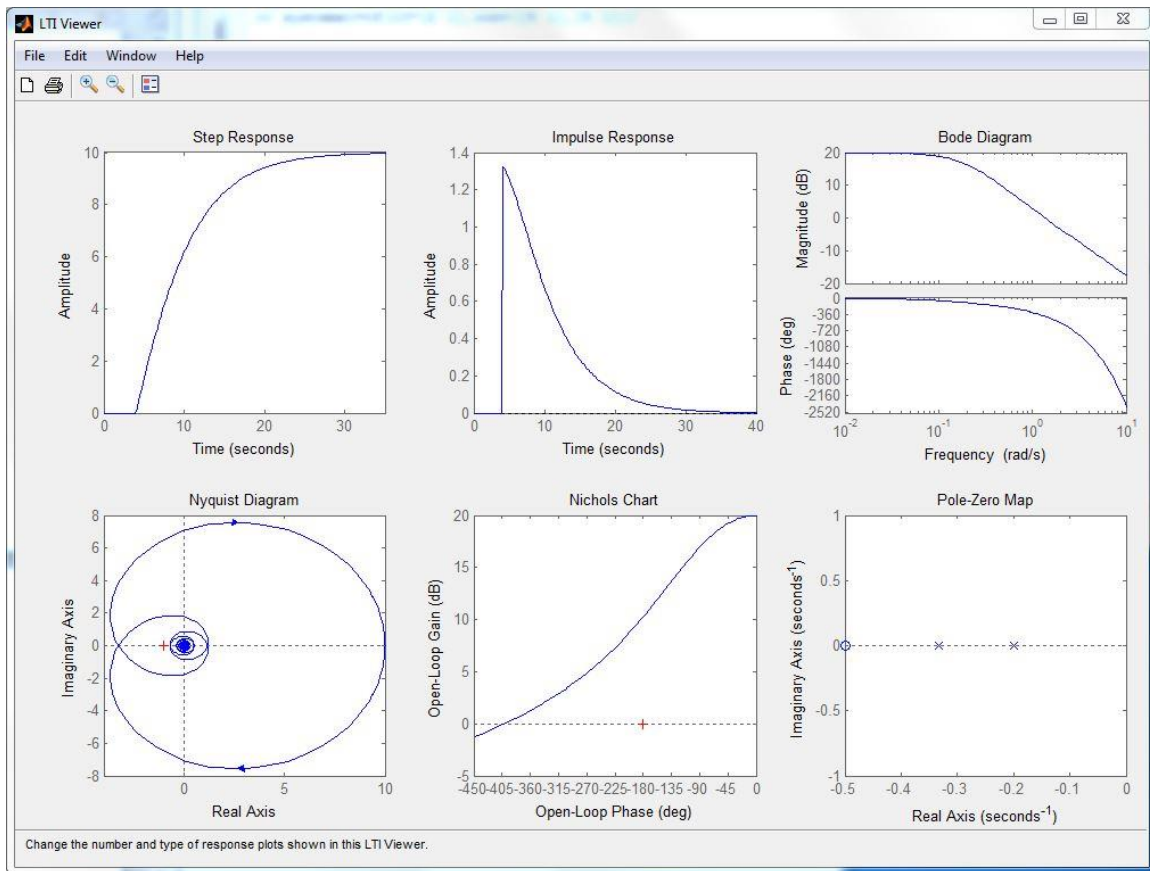 LTI Viewer
File Edit Window Help
Step Response
Amplitude
10
8
6
4
2
0
0 10 20 30
Time (seconds)
Impulse Response
Amplitude
1.4
1.2
1
0.8
0.6
0.4
0.2
0
0 10 20 30 40
Time (seconds)
Bode Diagram
Magnitude (dB)
20
10
0
-10
-20
Phase (deg)
0
-360
-720
-1080
-1440
-1800
-2160
-2520
10^-2 10^-1 10^0 10^1
Frequency (rad/s)
Nyquist Diagram
Imaginary Axis
8
6
4
2
0
-2
-4
-6
-8
0 5 10
Real Axis
Nichols Chart
Open-Loop Gain (dB)
20
15
10
5
0
-5
-450-405-360-315-270-225-180-135 -90 -45 0
Open-Loop Phase (deg)
Pole-Zero Map
Imaginary Axis (seconds^-1)
1
0.5
0
-0.5
-1
-0.5 -0.4 -0.3 -0.2 -0.1 0
Real Axis (seconds^-1)
Change the number and type of response plots shown in this LTI Viewer.